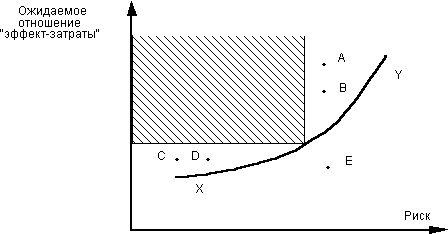 Ожидаемое
отношение
"эффект-затраты"
A
B
Y
C
D
E
X
Риск